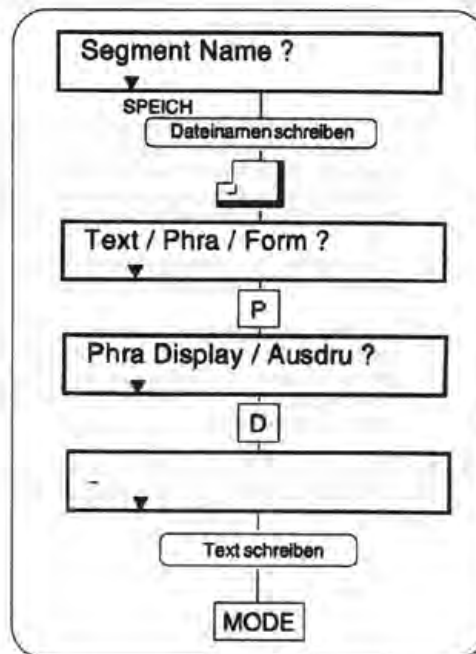 Segment Name ?
SPEICH
Dateinamen schreiben
Text / Phra / Form ?
P
Phra Display / Ausdru ?
D
-
Text schreiben
MODE